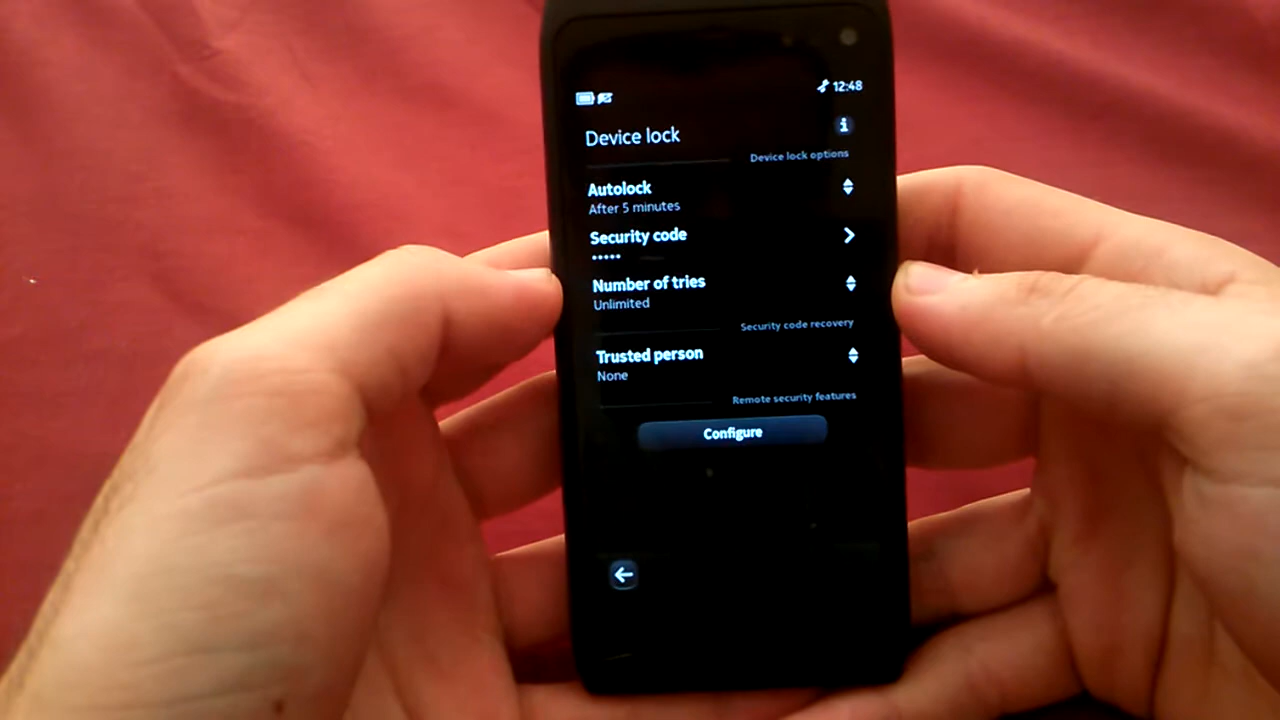 12:48
Device lock
Device lock options
Autolock
After 5 minutes
Security code
•••••
Number of tries
Unlimited
Security code recovery
Trusted person
None
Remote security features
Configure